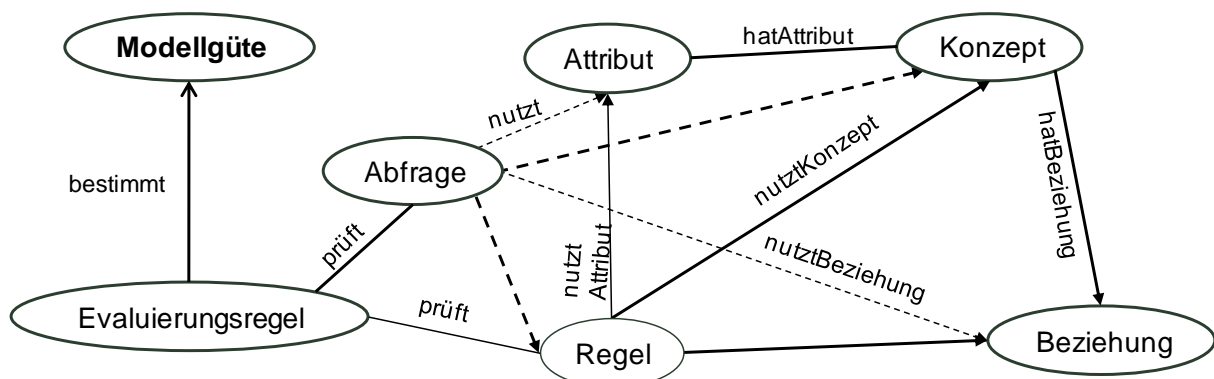 Modellgüte
Attribut
hatAttribut
Konzept
nutzt
bestimmt
Abfrage
nutztKonzept
hatBeziehung
prüft
nutzt
Attribut
nutztBeziehung
Evaluierungsregel
prüft
Regel
Beziehung